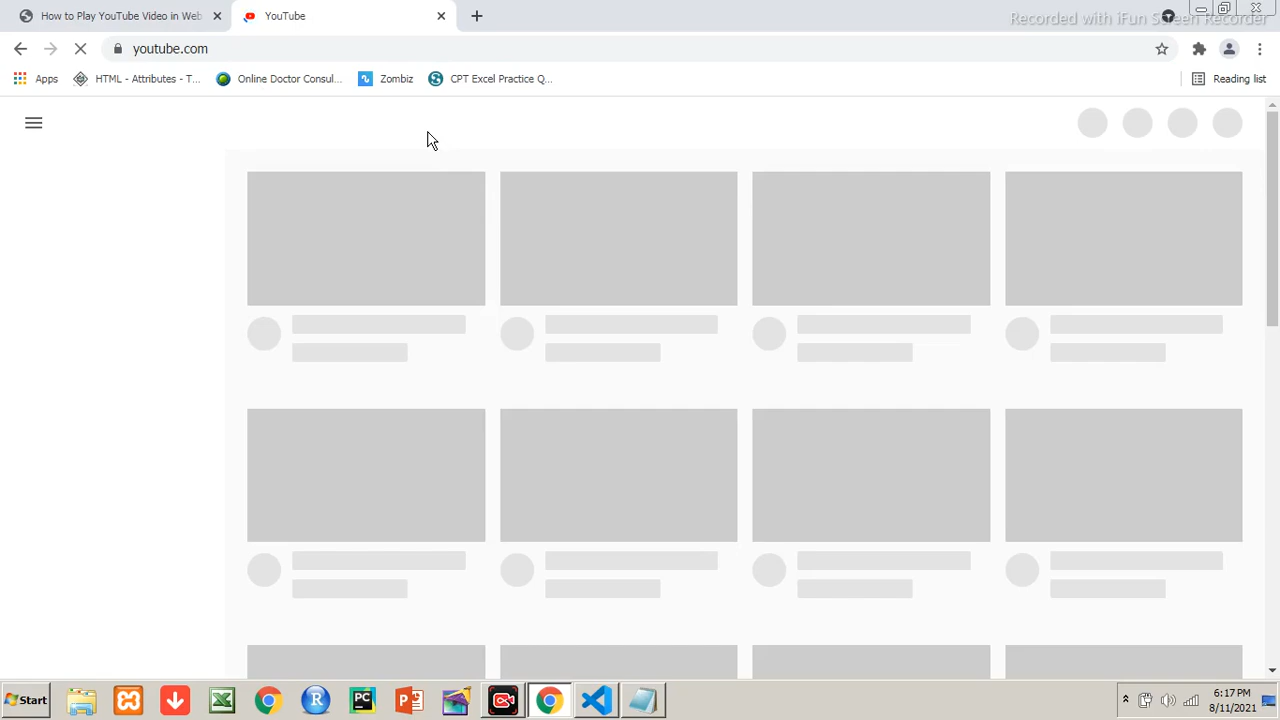 How to Play YouTube Video in Web
YouTube
Recorded with iFun Screen Recorder
youtube.com
Apps
HTML - Attributes - T...
Online Doctor Consul...
Zombiz
CPT Excel Practice Q...
Reading list
Start
R
PC
P
6:17 PM
8/11/2021